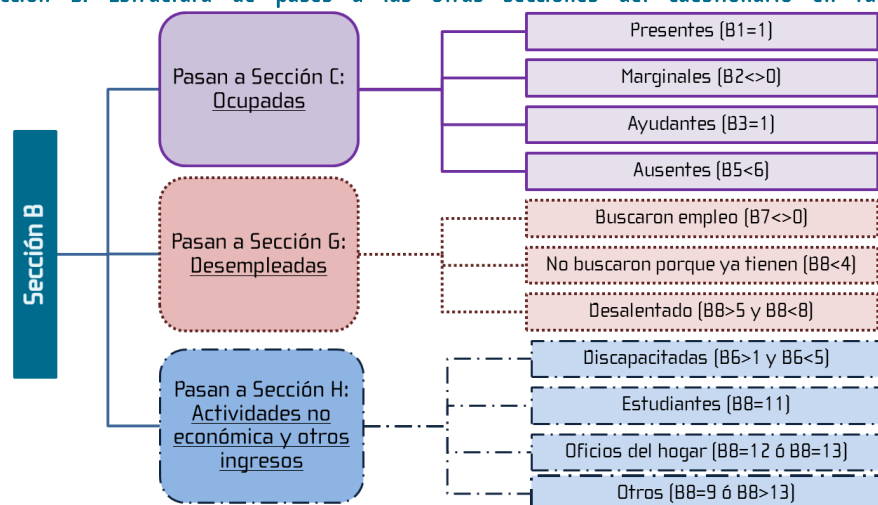 Sección B
Pasan a Sección C:
Ocupadas
Presentes (B1=1)
Marginales (B2<>0)
Ayudantes (B3=1)
Ausentes (B5<6)
Pasan a Sección G:
Desempleadas
Buscaron empleo (B7<>0)
No buscaron porque ya tienen (B8<4)
Desalentado (B8>5 y B8<8)
Pasan a Sección H:
Actividades no
económica y otros
ingresos
Discapacitadas (B6>1 y B6<5)
Estudiantes (B8=11)
Oficios del hogar (B8=12 ó B8=13)
Otros (B8=9 ó B8>13)